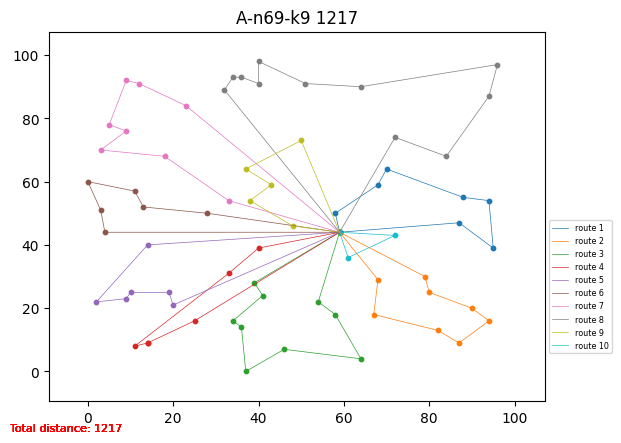 A-n69-k9 1217
100
80
60
40
20
0
0 20 40 60 80 100
route 1
route 2
route 3
route 4
route 5
route 6
route 7
route 8
route 9
route 10
Total distance: 1217